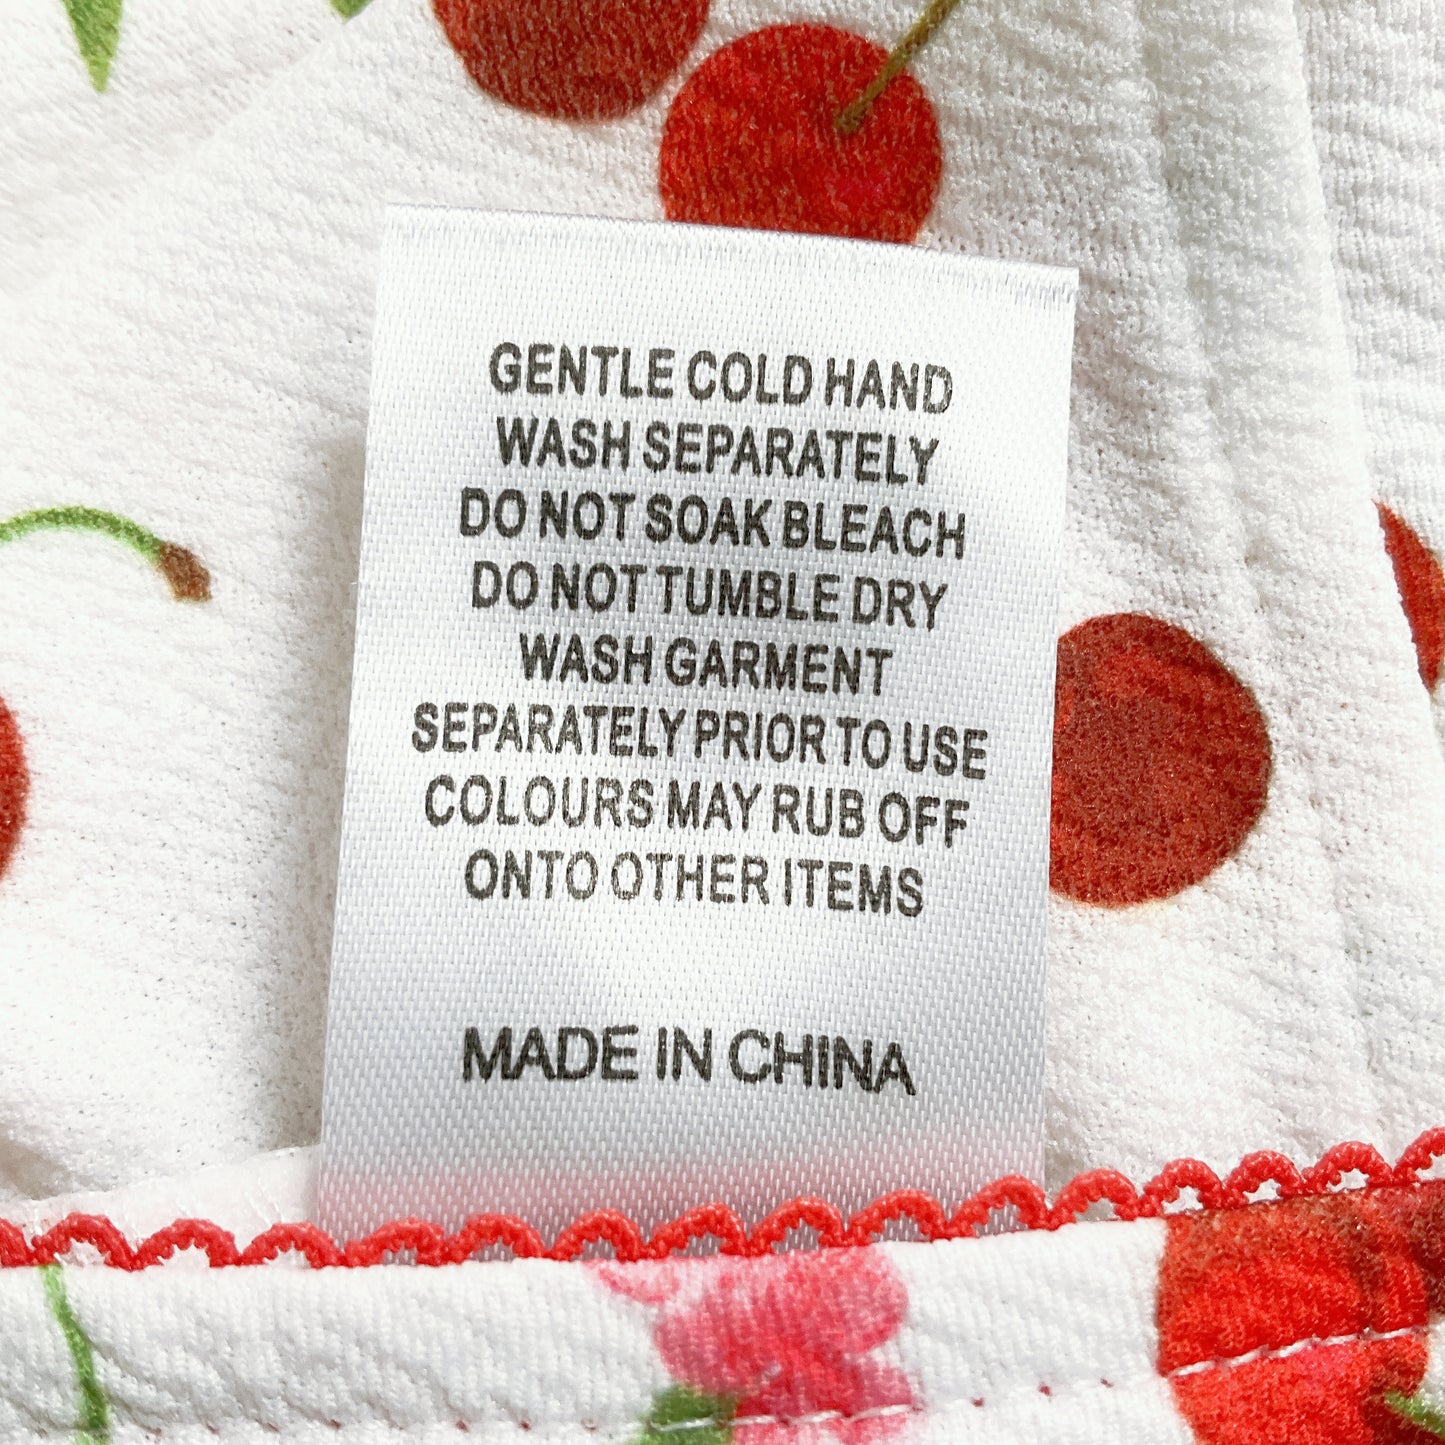 GENTLE COLD HAND
WASH SEPARATELY
DO NOT SOAK BLEACH
DO NOT TUMBLE DRY
WASH GARMENT
SEPARATELY PRIOR TO USE
COLOURS MAY RUB OFF
ONTO OTHER ITEMS
MADE IN CHINA